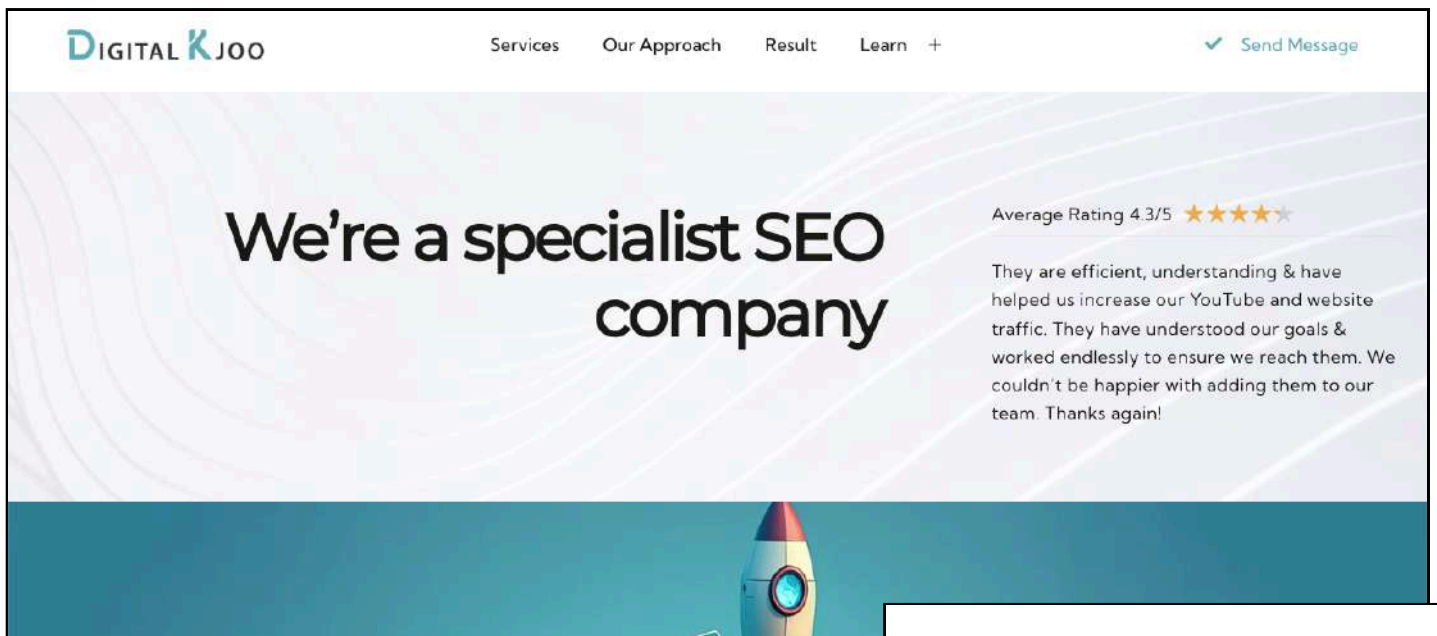 DIGITAL KJOO
Services Our Approach Result Learn +
Send Message
We're a specialist SEO
company
Average Rating 4.3/5
They are efficient, understanding & have
helped us increase our YouTube and website
traffic. They have understood our goals &
worked endlessly to ensure we reach them. We
couldn't be happier with adding them to our
team. Thanks again!